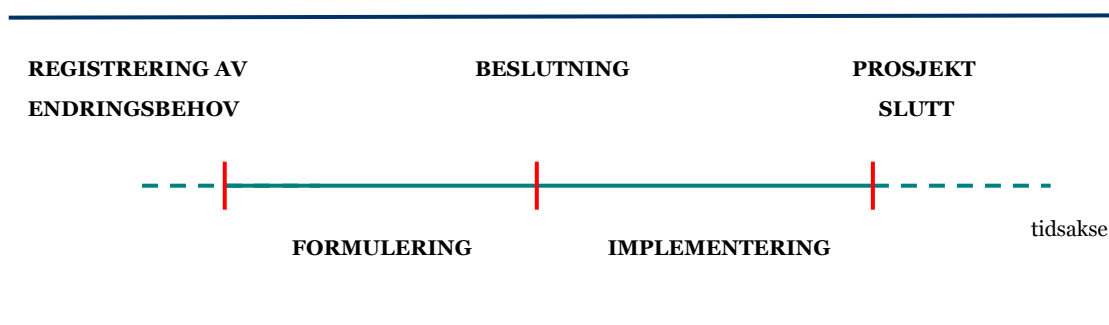 REGISTRERING AV
ENDRINGSBEHOV
BESLUTNING
PROSJEKT
SLUTT
tidsakse
FORMULERING
IMPLEMENTERING